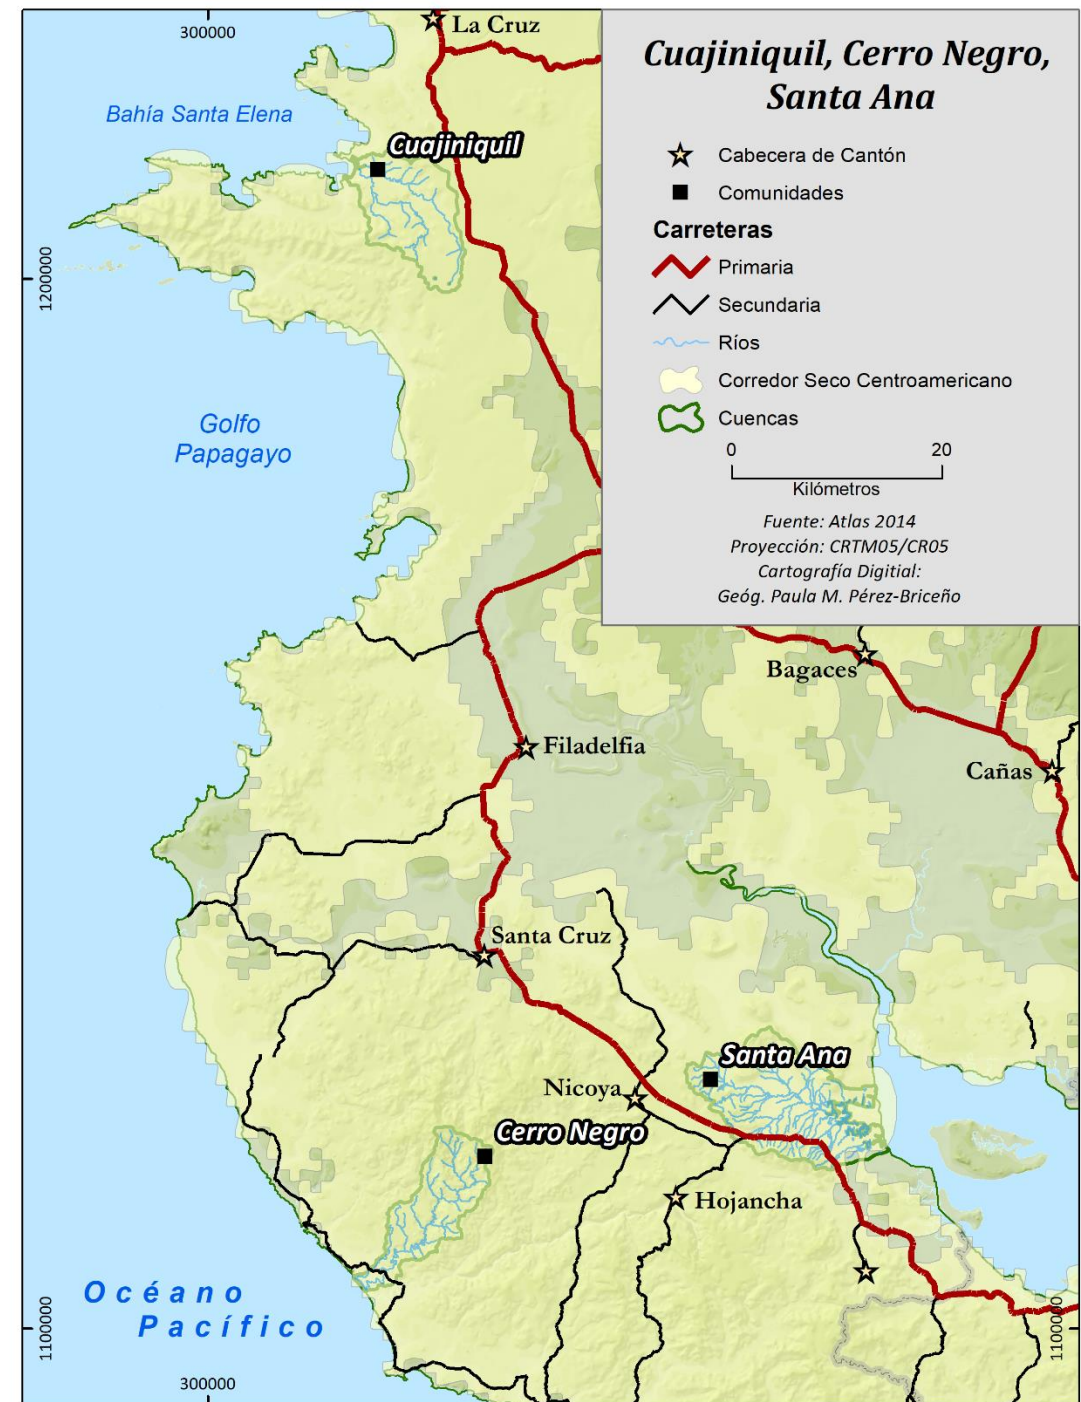 300000
La Cruz
Cuajiniquil, Cerro Negro,
Santa Ana
Bahía Santa Elena
Cuajiniquil
Cabecera de Cantón
Comunidades
Carreteras
Primaria
Secundaria
Ríos
Corredor Seco Centroamericano
Cuencas
0 20
Kilómetros
Fuente: Atlas 2014
Proyección: CRTM05/CR05
Cartografía Digitial:
Geóg. Paula M. Pérez-Briceño
1200000
Golfo
Papagayo
Bagaces
Filadelfia
Cañas
Santa Cruz
Santa Ana
Nicoya
Cerro Negro
Hojancha
Océano
Pacífico
1100000
1100000
300000